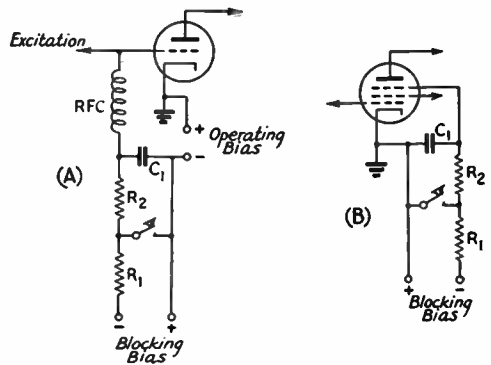 Excitation
RFC
+
Operating
Bias
-
C1
(A)
R2
R1
-
+
Blocking
Bias
C1
R2
(B)
R1
+
-
Blocking
Bias